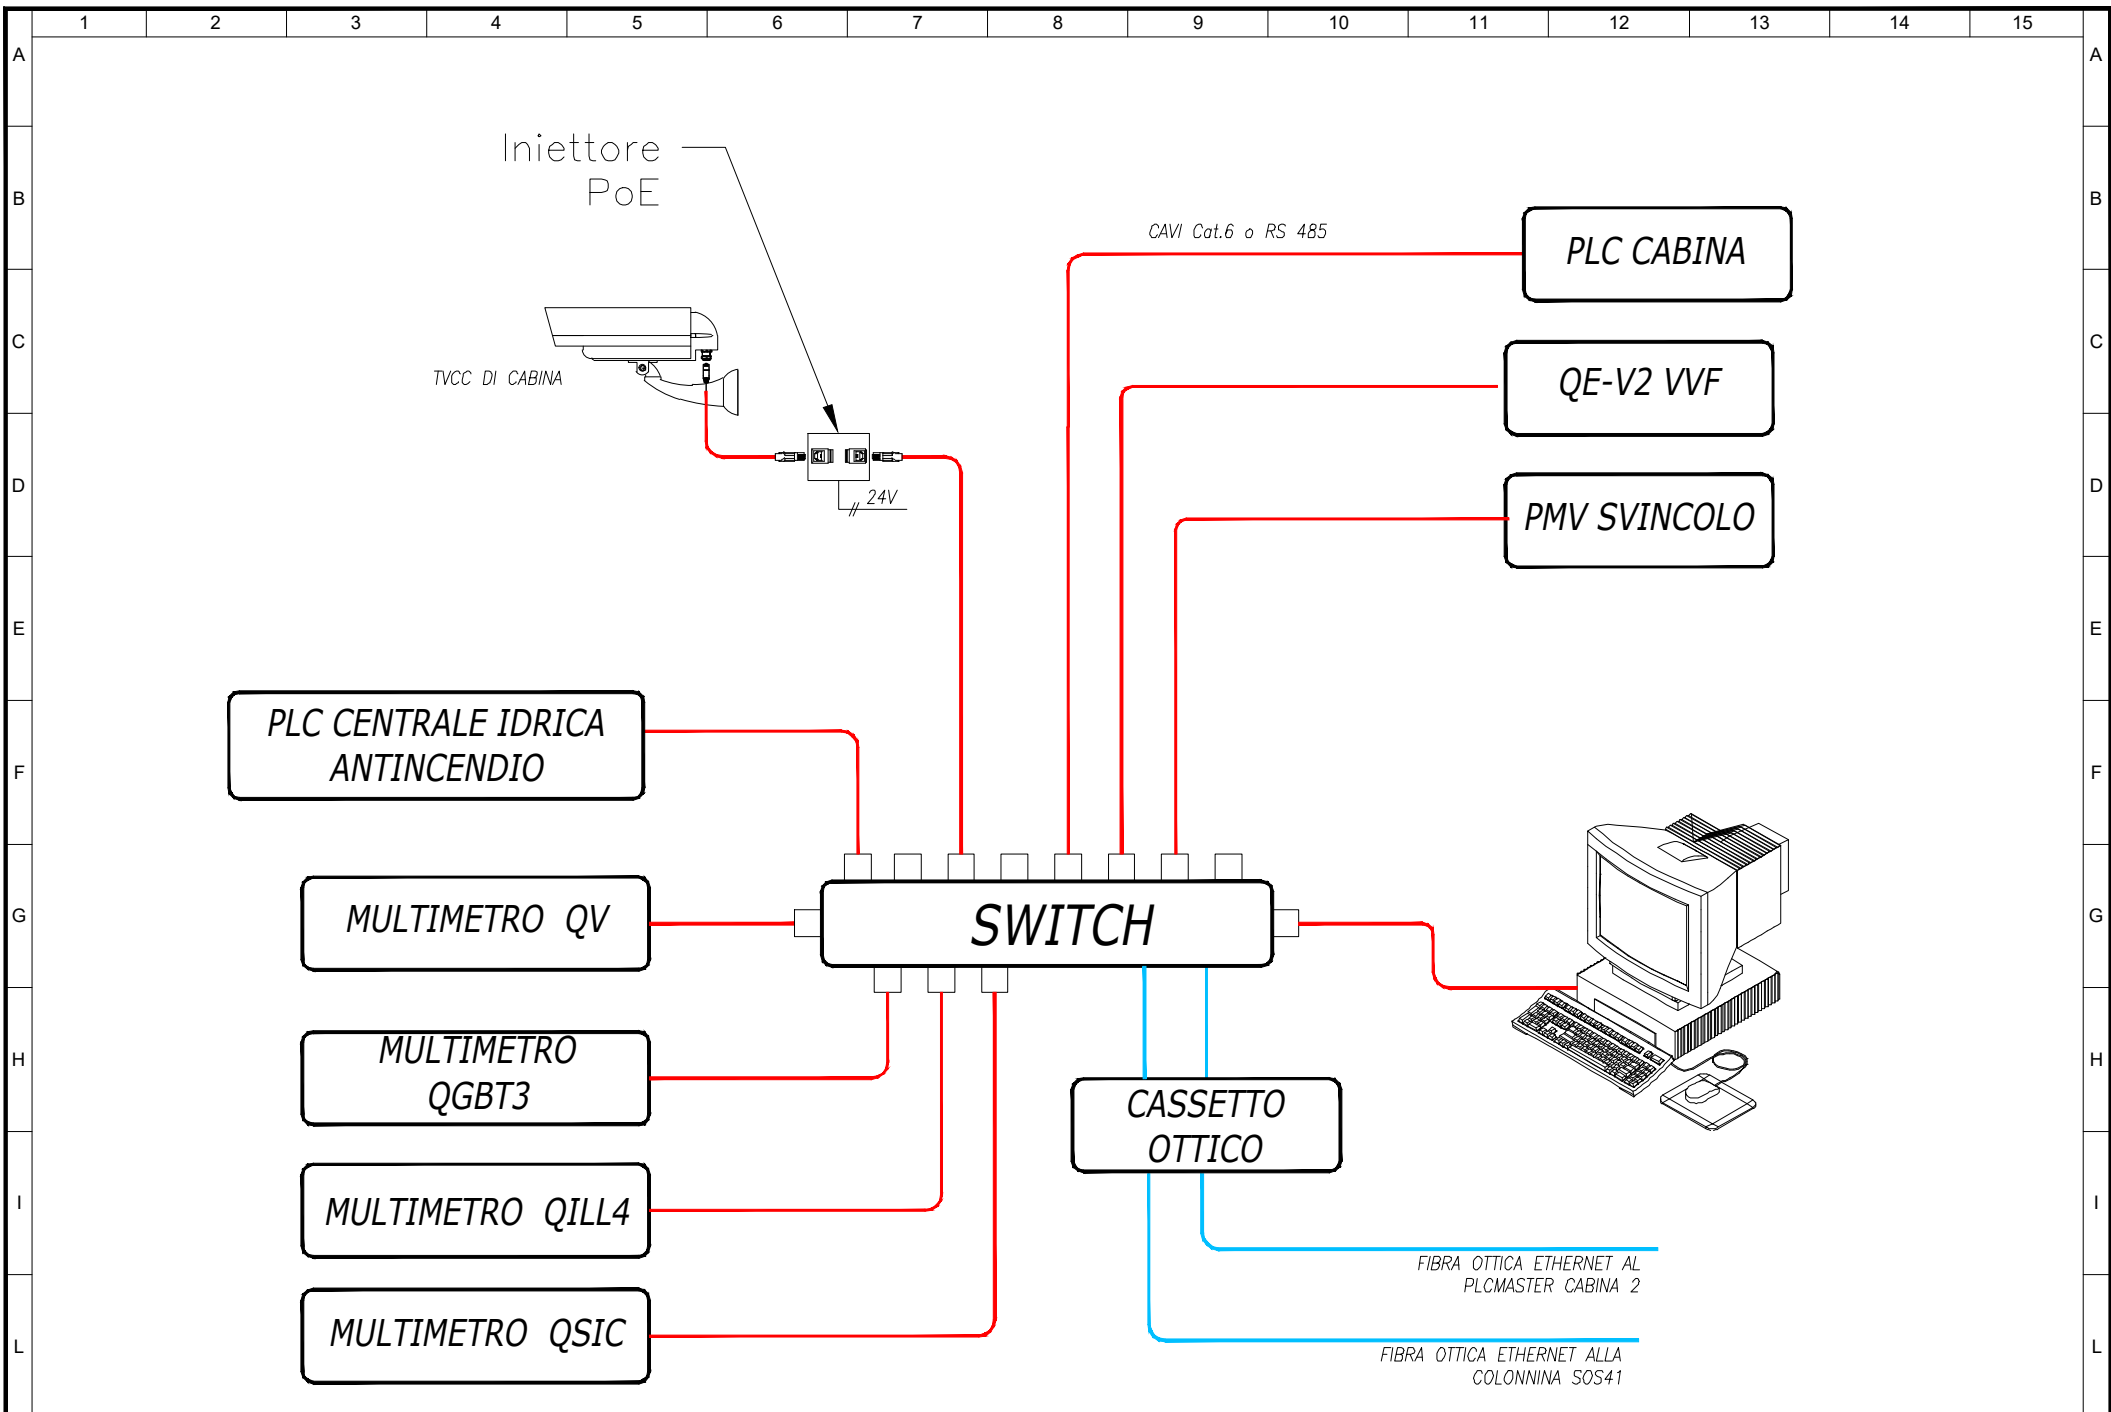 1 2 3 4 5 6 7 8 9 10 11 12 13 14 15
A A
Iniettore
PoE
B B
CAVI Cat.6 o RS 485
PLC CABINA
C C
TVCC DI CABINA
QE-V2 VVF
D D
24V
PMV SVINCOLO
E E
PLC CENTRALE IDRICA
ANTINCENDIO
F F
MULTIMETRO QV
SWITCH
G G
MULTIMETRO
QGBT3
H H
CASSETTO
OTTICO
MULTIMETRO QILL4
I I
FIBRA OTTICA ETHERNET AL
PLCMASTER CABINA 2
MULTIMETRO QSIC
L L
FIBRA OTTICA ETHERNET ALLA
COLONNINA SOS41